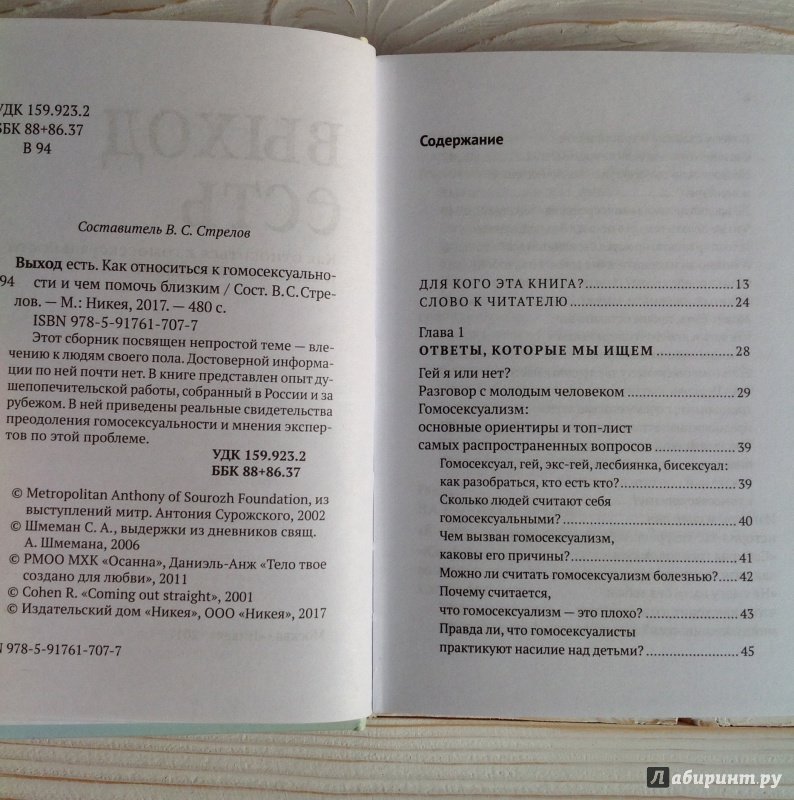 УДК 159.923.2
ББК 88+86.37
В 94
ВЫХОД
ЕСТЬ
Составитель В. С. Стрелов
Выход есть. Как относиться к гомосексуально-
94 сти и чем помочь близким / Сост. В. С. Стре-
лов. — М.: Никея, 2017. — 480 с.
ISBN 978-5-91761-707-7
Этот сборник посвящен непростой теме — вле-
чению к людям своего пола. Достоверной информа-
ции по ней почти нет. В книге представлен опыт ду-
шепопечительской работы, собранный в России и за
рубежом. В ней приведены реальные свидетельства
преодоления гомосексуальности и мнения экспер-
тов по этой проблеме.
УДК 159.923.2
ББК 88+86.37
© Metropolitan Anthony of Sourozh Foundation, из
выступлений митр. Антония Сурожского, 2002
© Шмеман С. А., выдержки из дневников свящ.
А. Шмемана, 2006
© РМОО МХК «Осанна», Даниэль-Анж «Тело твое
создано для любви», 2011
© Cohen R. «Coming out straight», 2001
© Издательский дом «Никея», ООО «Никея», 2017
N 978-5-91761-707-7
Содержание
ДЛЯ КОГО ЭТА КНИГА? 13
СЛОВО К ЧИТАТЕЛЮ 24
Глава 1
ОТВЕТЫ, КОТОРЫЕ МЫ ИЩЕМ 28
Гей я или нет?
Разговор с молодым человеком 29
Гомосексуализм:
основные ориентиры и топ-лист
самых распространенных вопросов 39
Гомосексуал, гей, экс-гей, лесбиянка, бисексуал:
как разобраться, кто есть кто? 39
Сколько людей считают себя
гомосексуальными? 40
Чем вызван гомосексуализм,
каковы его причины? 41
Можно ли считать гомосексуализм болезнью? 42
Почему считается,
что гомосексуализм — это плохо? 43
Правда ли, что гомосексуалисты
практикуют насилие над детьми? 45
Лабиринт.ру